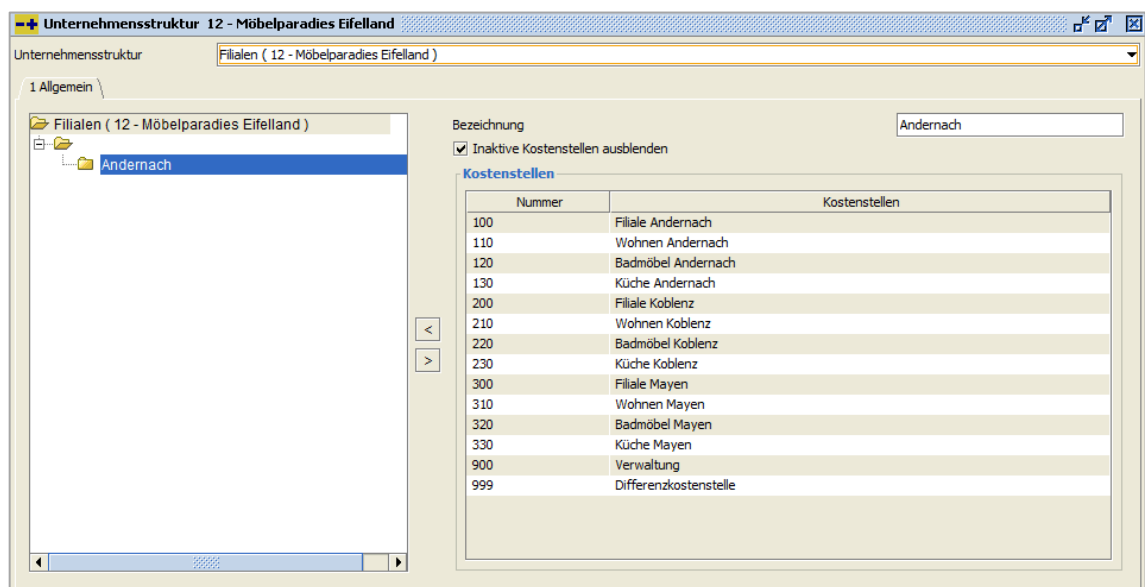 Unternehmensstruktur 12 - Möbelparadies Eifelland
Unternehmensstruktur Filialen ( 12 - Möbelparadies Eifelland )
1 Allgemein
Filialen ( 12 - Möbelparadies Eifelland )
Andernach
Bezeichnung Andernach
Inaktive Kostenstellen ausblenden
Kostenstellen
Nummer Kostenstellen
100 Filiale Andernach
110 Wohnen Andernach
120 Badmöbel Andernach
130 Küche Andernach
200 Filiale Koblenz
210 Wohnen Koblenz
220 Badmöbel Koblenz
230 Küche Koblenz
300 Filiale Mayen
310 Wohnen Mayen
320 Badmöbel Mayen
330 Küche Mayen
900 Verwaltung
999 Differenzkostenstelle
<
>